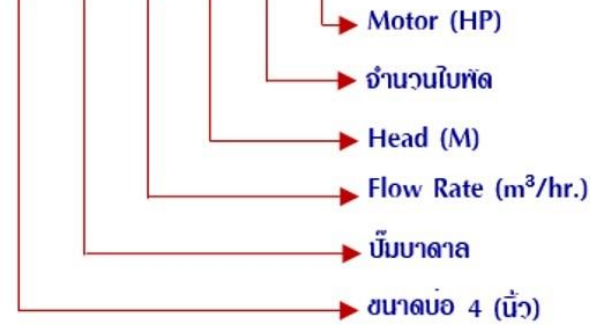 Motor (HP)
จำนวนใบพัด
Head (M)
Flow Rate (m³/hr.)
ปั๊มบาดาล
ขนาดบ่อ 4 (นิ้ว)